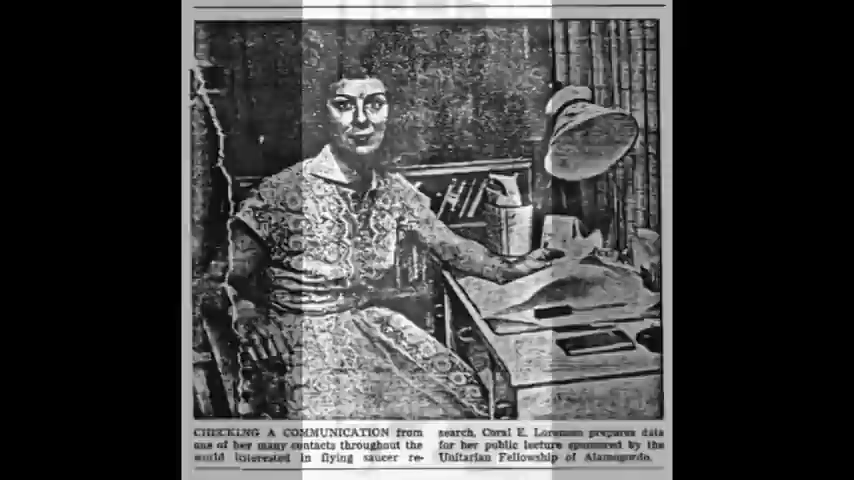 CHECKING A COMMUNICATION from
one of her many contacts throughout the
world interested in flying saucer re-
search, Coral E. Lorenzen prepares data
for her public lecture sponsored by the
Unitarian Fellowship of Alamogordo.